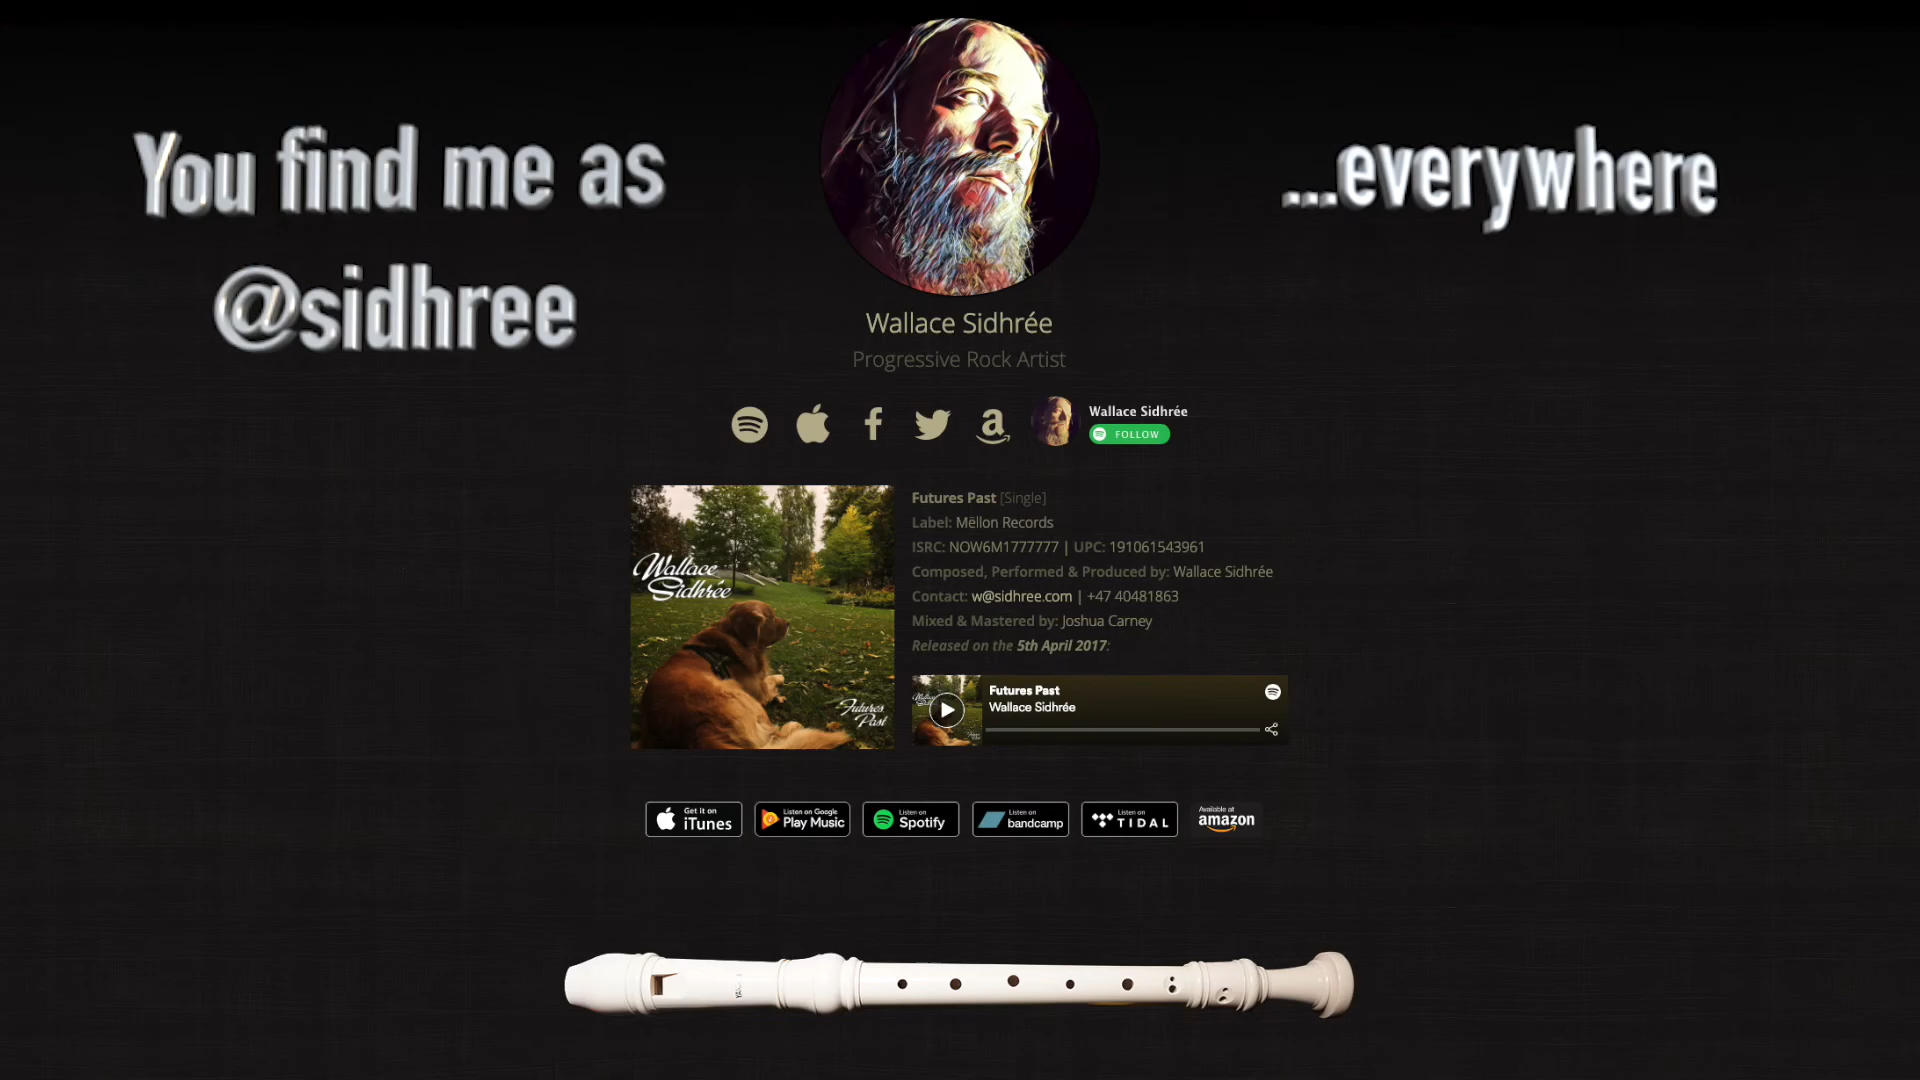 You find me as
@sidhree
...everywhere
Wallace Sidhrée
Progressive Rock Artist
Wallace Sidhrée
FOLLOW
Wallace
Sidhrée
Futures
Past
Futures Past [Single]
Label: Mëllon Records
ISRC: NOW6M1777777 | UPC: 191061543961
Composed, Performed & Produced by: Wallace Sidhrée
Contact: w@sidhree.com | +47 40481863
Mixed & Mastered by: Joshua Carney
Released on the 5th April 2017:
Futures Past
Wallace Sidhrée
Get it on
iTunes
Listen on Google
Play Music
Listen on
Spotify
Listen on
bandcamp
Listen on
TIDAL
Available at
amazon